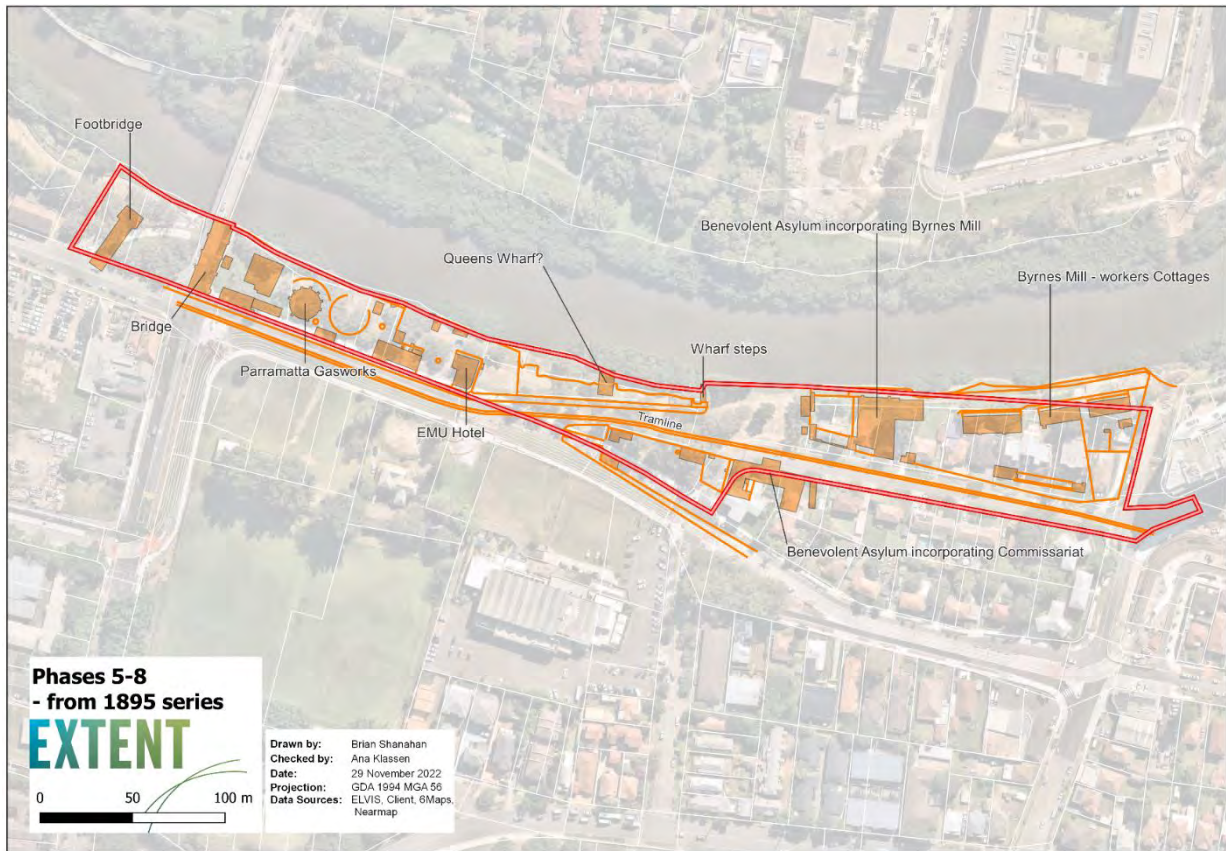 Footbridge
Benevolent Asylum incorporating Byrnes Mill
Queens Wharf?
Byrnes Mill - workers Cottages
Bridge
Wharf steps
Parramatta Gasworks
Tramline
EMU Hotel
Benevolent Asylum incorporating Commissariat
Phases 5-8
- from 1895 series
EXTENT
0 50 100 m
Drawn by: Brian Shanahan
Checked by: Ana Klassen
Date: 29 November 2022
Projection: GDA 1994 MGA 56
Data Sources: ELVIS, Client, 6Maps,
Nearmap